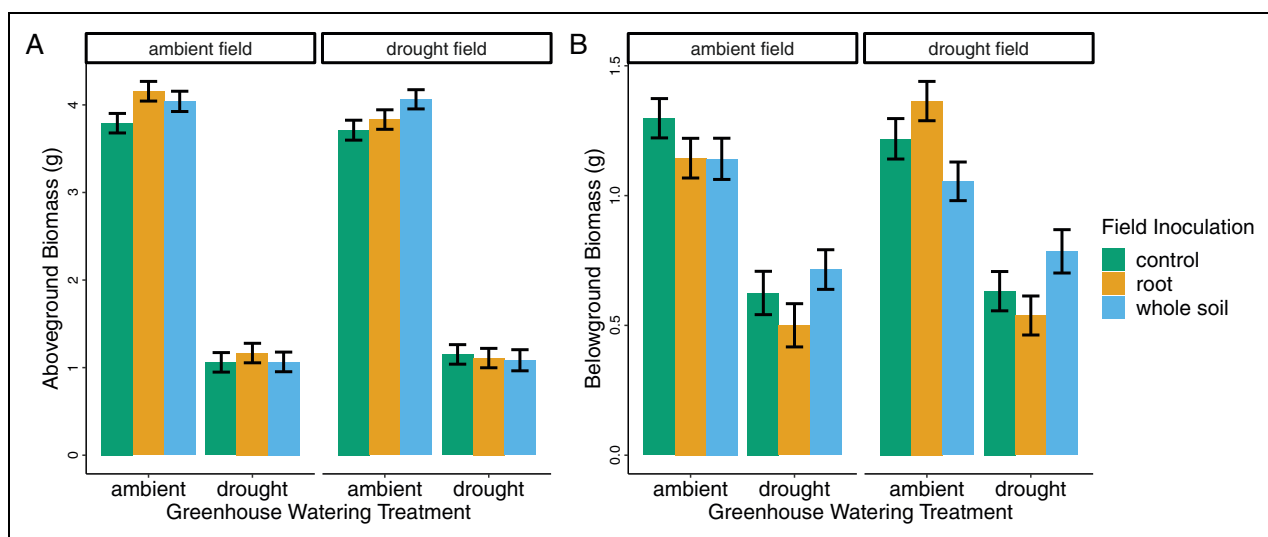 A
ambient field
drought field
Aboveground Biomass (g)
4
3
2
1
0
ambient
drought
ambient
drought
Greenhouse Watering Treatment
B
ambient field
drought field
Belowground Biomass (g)
1.5
1.0
0.5
0.0
ambient
drought
ambient
drought
Greenhouse Watering Treatment
Field Inoculation
control
root
whole soil